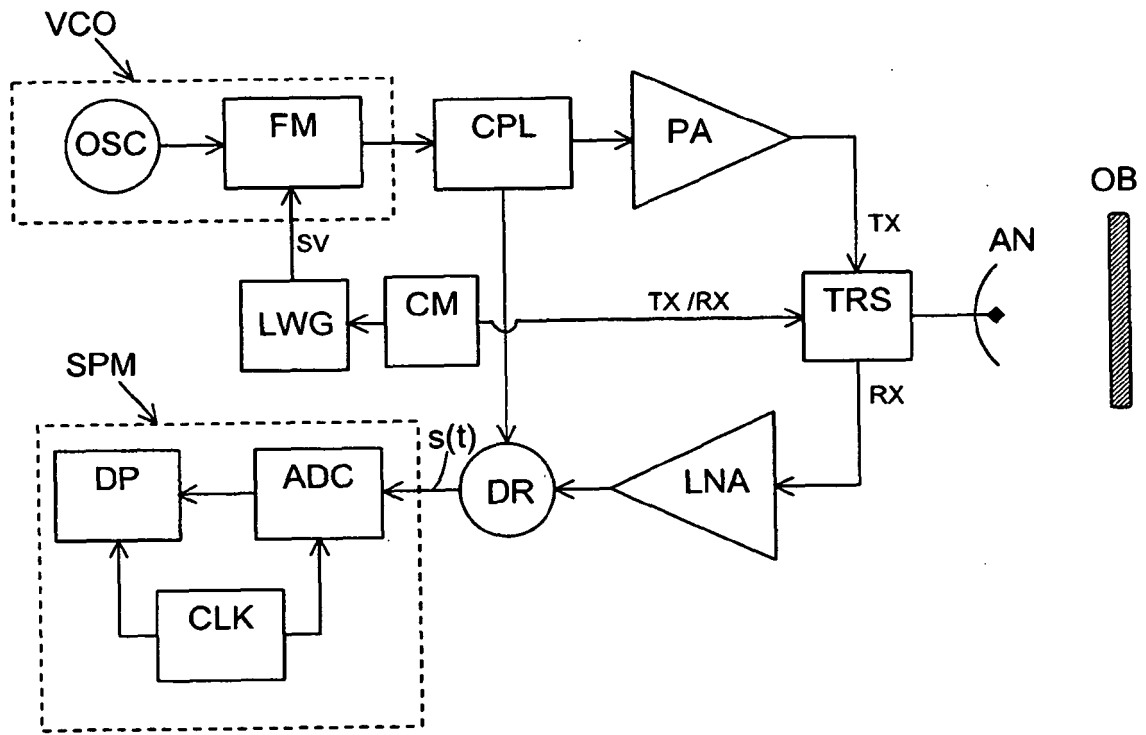 VCO
OSC
FM
CPL
PA
OB
SV
TX
AN
LWG
CM
TX /RX
TRS
SPM
RX
s(t)
DP
ADC
DR
LNA
CLK